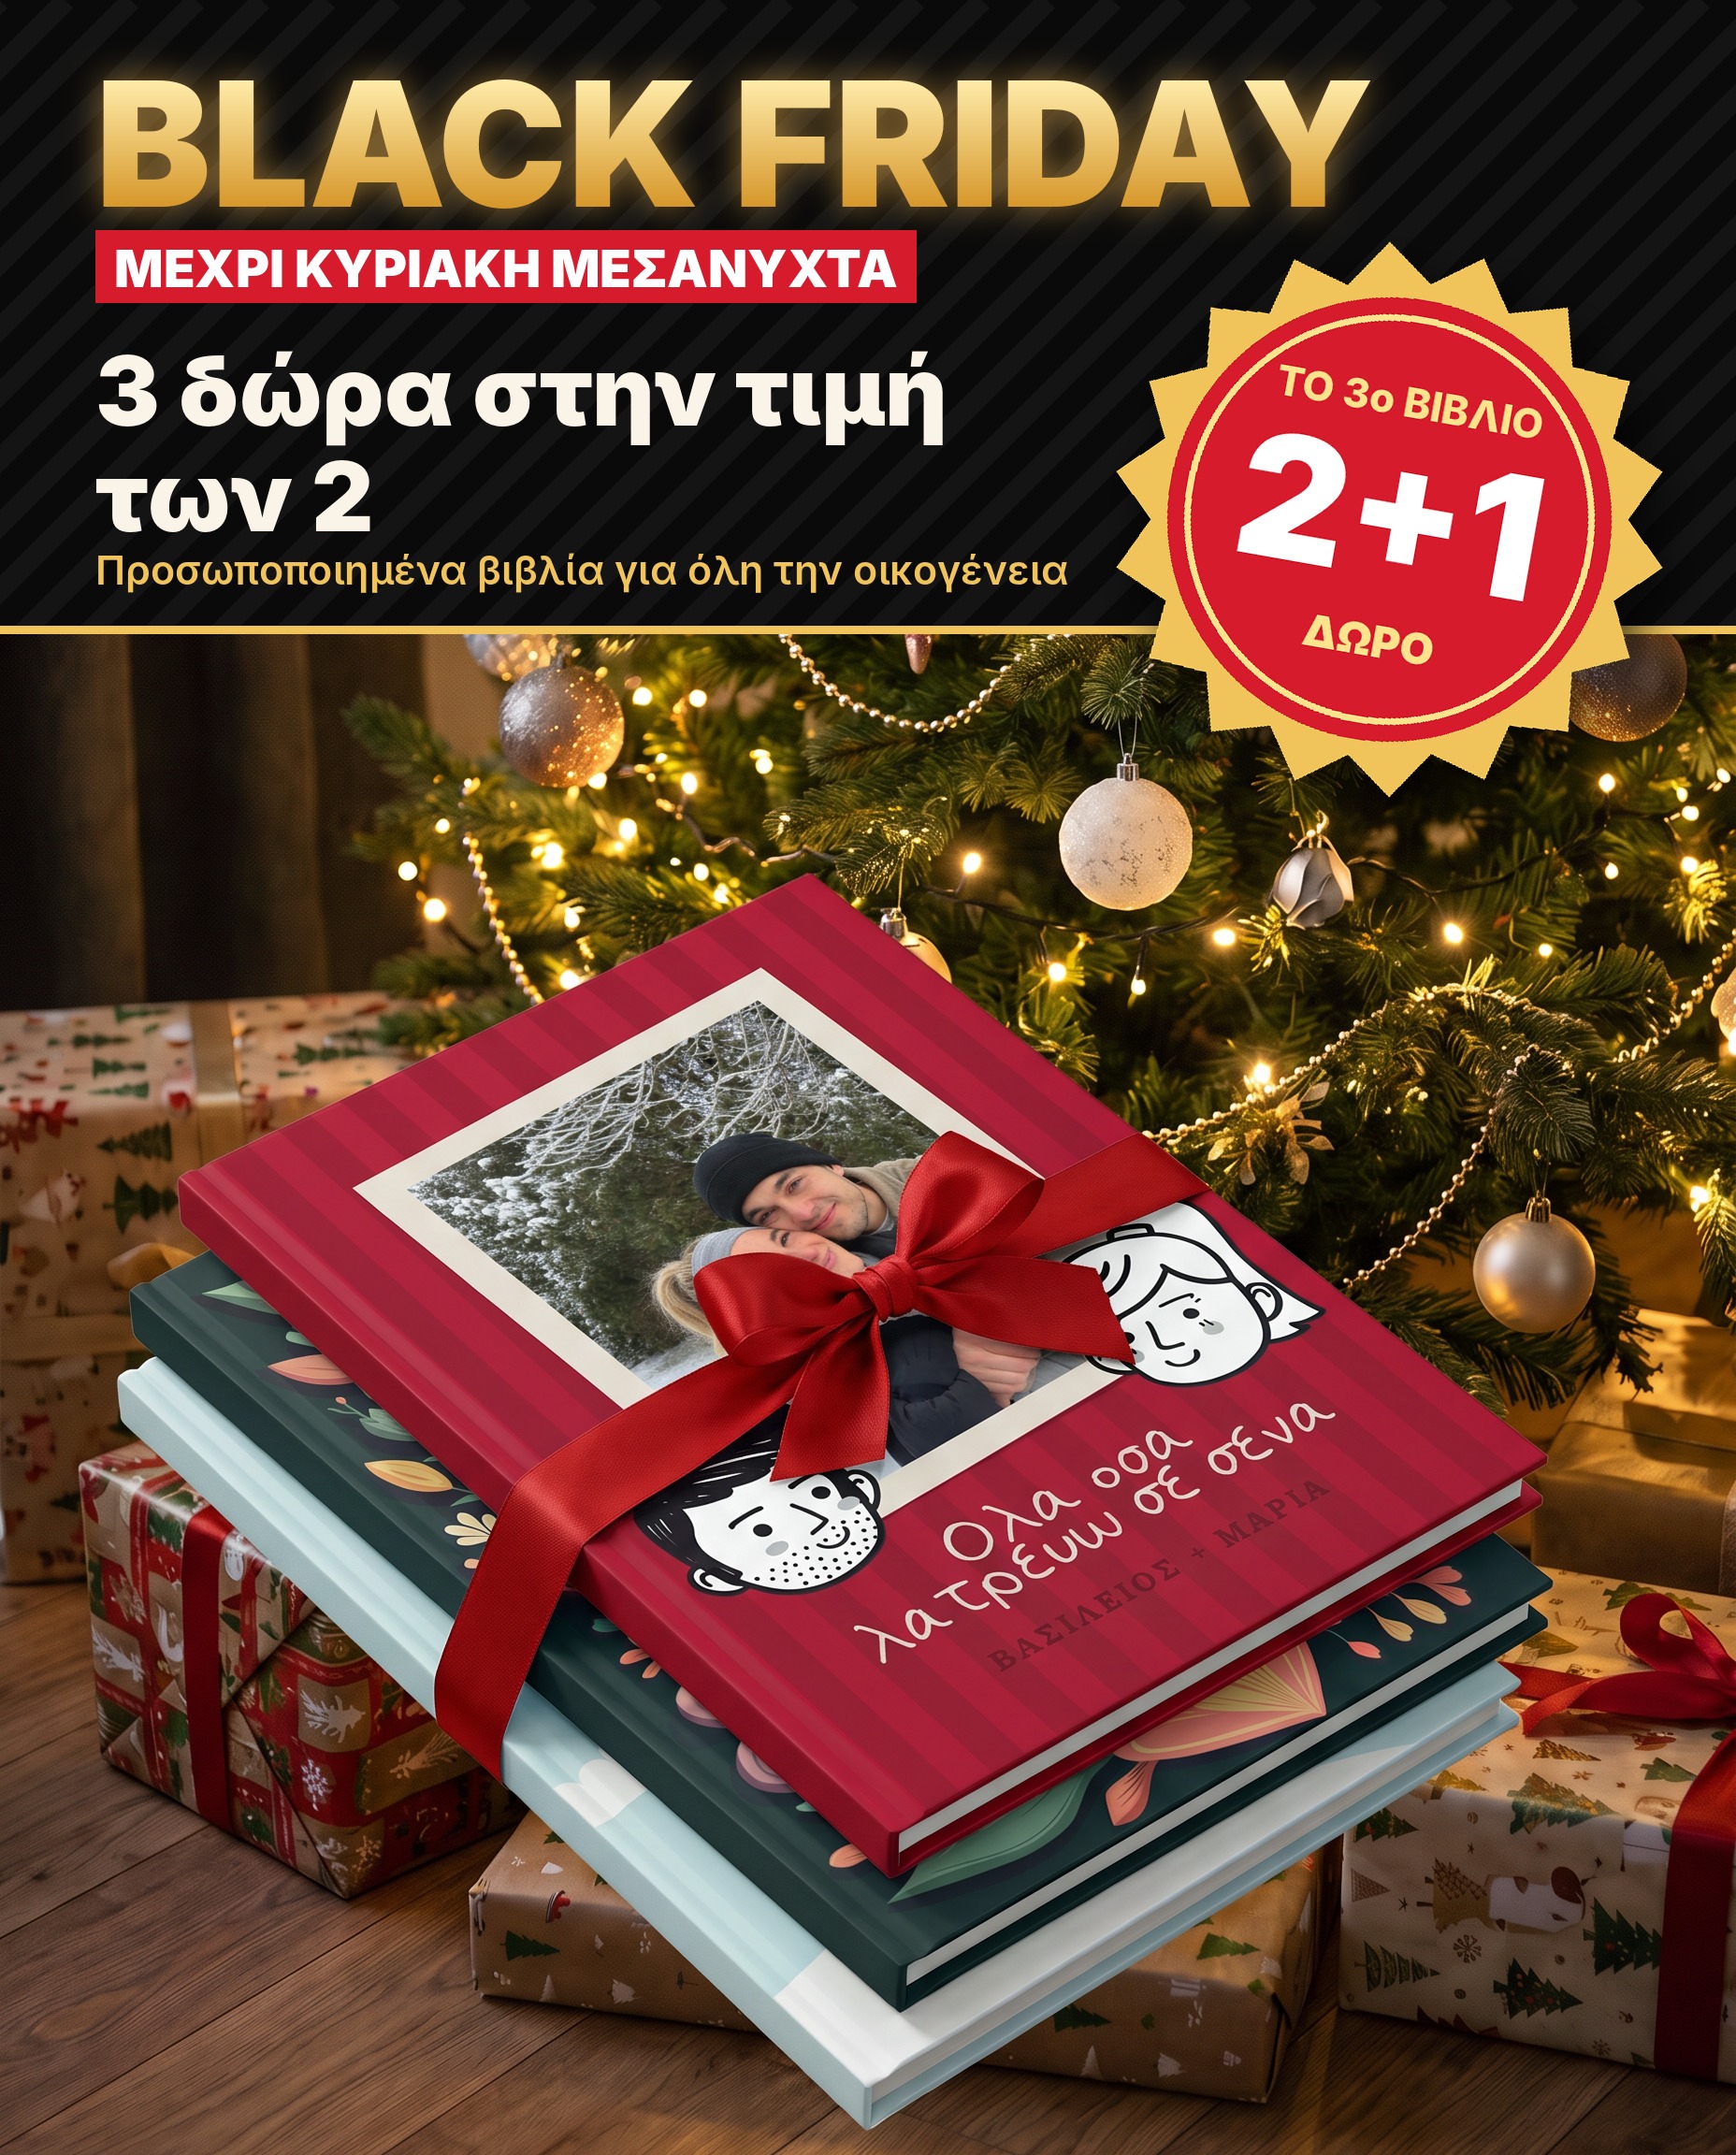 BLACK FRIDAY
ΜΕΧΡΙ ΚΥΡΙΑΚΗ ΜΕΣΑΝΥΧΤΑ
3 δώρα στην τιμή
των 2
Προσωποποιημένα βιβλία για όλη την οικογένεια
ΤΟ 3ο ΒΙΒΛΙΟ
2+1
ΔΩΡΟ
Ολα οσα
λατρευω σε σενα
ΒΑΣΙΛΕΙΟΣ + ΜΑΡΙΑ